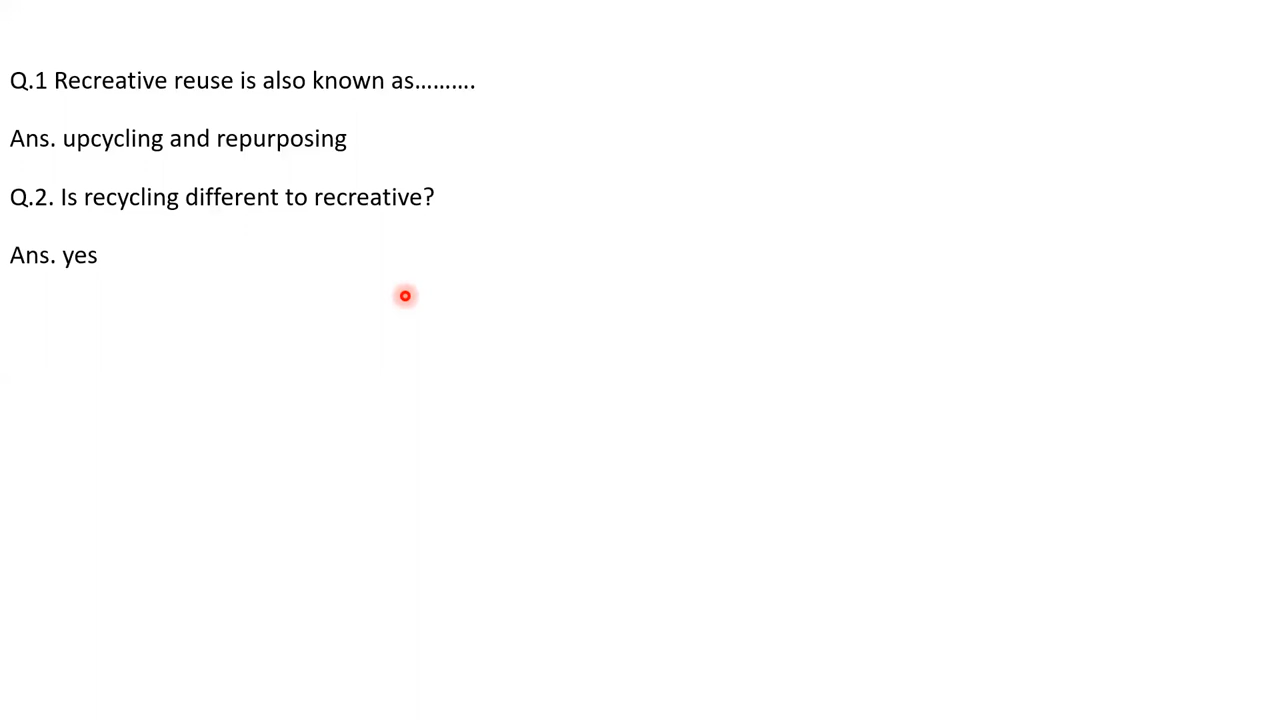 Q.1 Recreative reuse is also known as……….
Ans. upcycling and repurposing
Q.2. Is recycling different to recreative?
Ans. yes